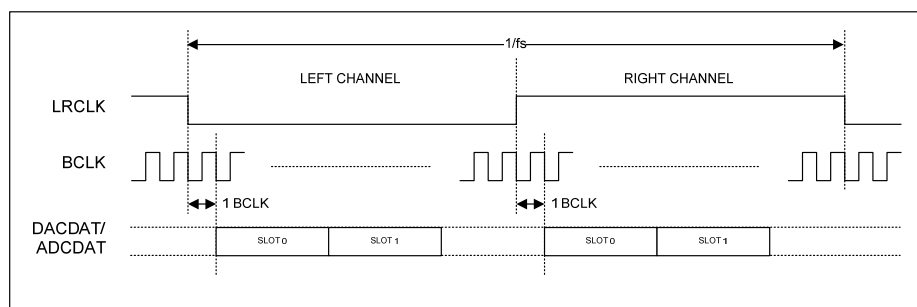 1/fs
LEFT CHANNEL RIGHT CHANNEL
LRCLK
BCLK
1 BCLK 1 BCLK
DACDAT/
ADCDAT
SLOT 0 SLOT 1 SLOT 0 SLOT 1